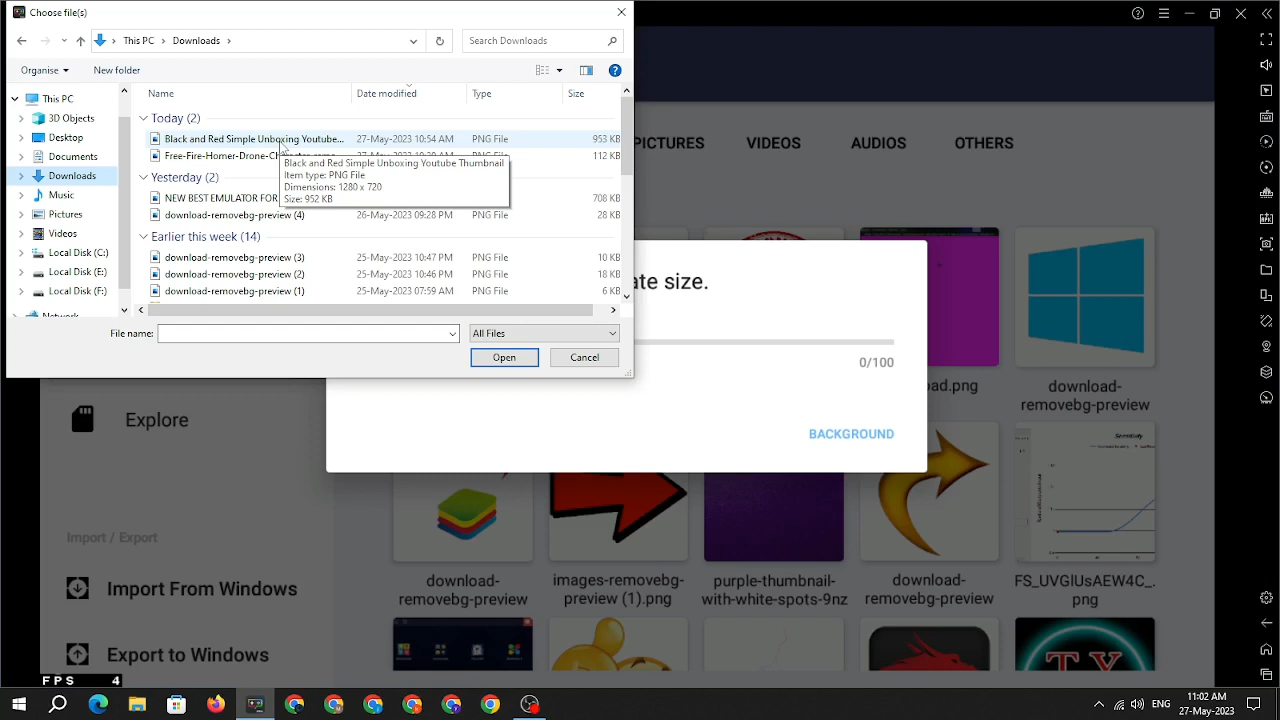 Choose file(s)
This PC
Downloads
Search Downloads
Organise
New folder
Name
Date modified
Type
Size
This PC
3D Objects
Desktop
Documents
Downloads
Music
Pictures
Videos
Local Disk (C:)
Local Disk (E:)
Local Disk (F:)
Today (2)
Black and Red Simple Unboxing Youtube... 27-May-2023 10:54 AM PNG File 953 KB
PNG File 112 KB
Black and Red Simple Unboxing Youtube Thumbnail
Item type: PNG File
Dimensions: 1280 x 720
Size: 952 KB
Yesterday (2)
NEW BEST EMULATOR FOR 708 KB
download-removebg-preview (4) 26-May-2023 09:28 PM PNG File 28 KB
Earlier this week (14)
download-removebg-preview (3) 25-May-2023 10:47 PM PNG File 10 KB
download-removebg-preview (2) 25-May-2023 10:46 PM PNG File 18 KB
download-removebg-preview (1) 25-May-2023 07:59 AM PNG File 6 KB
File name:
All Files
Open
Cancel
PICTURES
VIDEOS
AUDIOS
OTHERS
ate size.
0/100
BACKGROUND
oad.png
download-
removebg-preview
Explore
Import / Export
Import From Windows
Export to Windows
download-
removebg-preview
images-removebg-
preview (1).png
purple-thumbnail-
with-white-spots-9nz
download-
removebg-preview
FS_UVGlUsAEW4C_.
png
TY
FPS 4
ENG
11:02 AM
27-May-2023